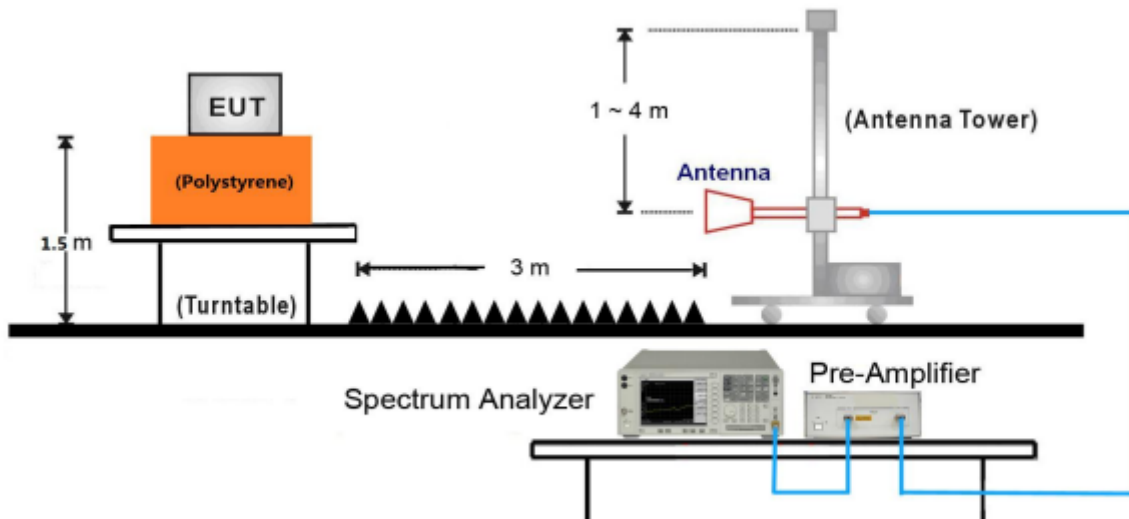 EUT
(Polystyrene)
1.5 m
(Turntable)
3 m
1 ~ 4 m
(Antenna Tower)
Antenna
Spectrum Analyzer
Pre-Amplifier